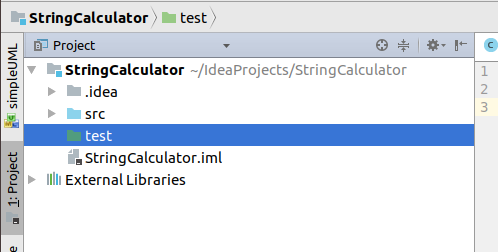 StringCalculator test
Project
StringCalculator ~/IdeaProjects/StringCalculator
.idea
src
test
StringCalculator.iml
External Libraries
simpleUML
1: Project
C
1
2
3